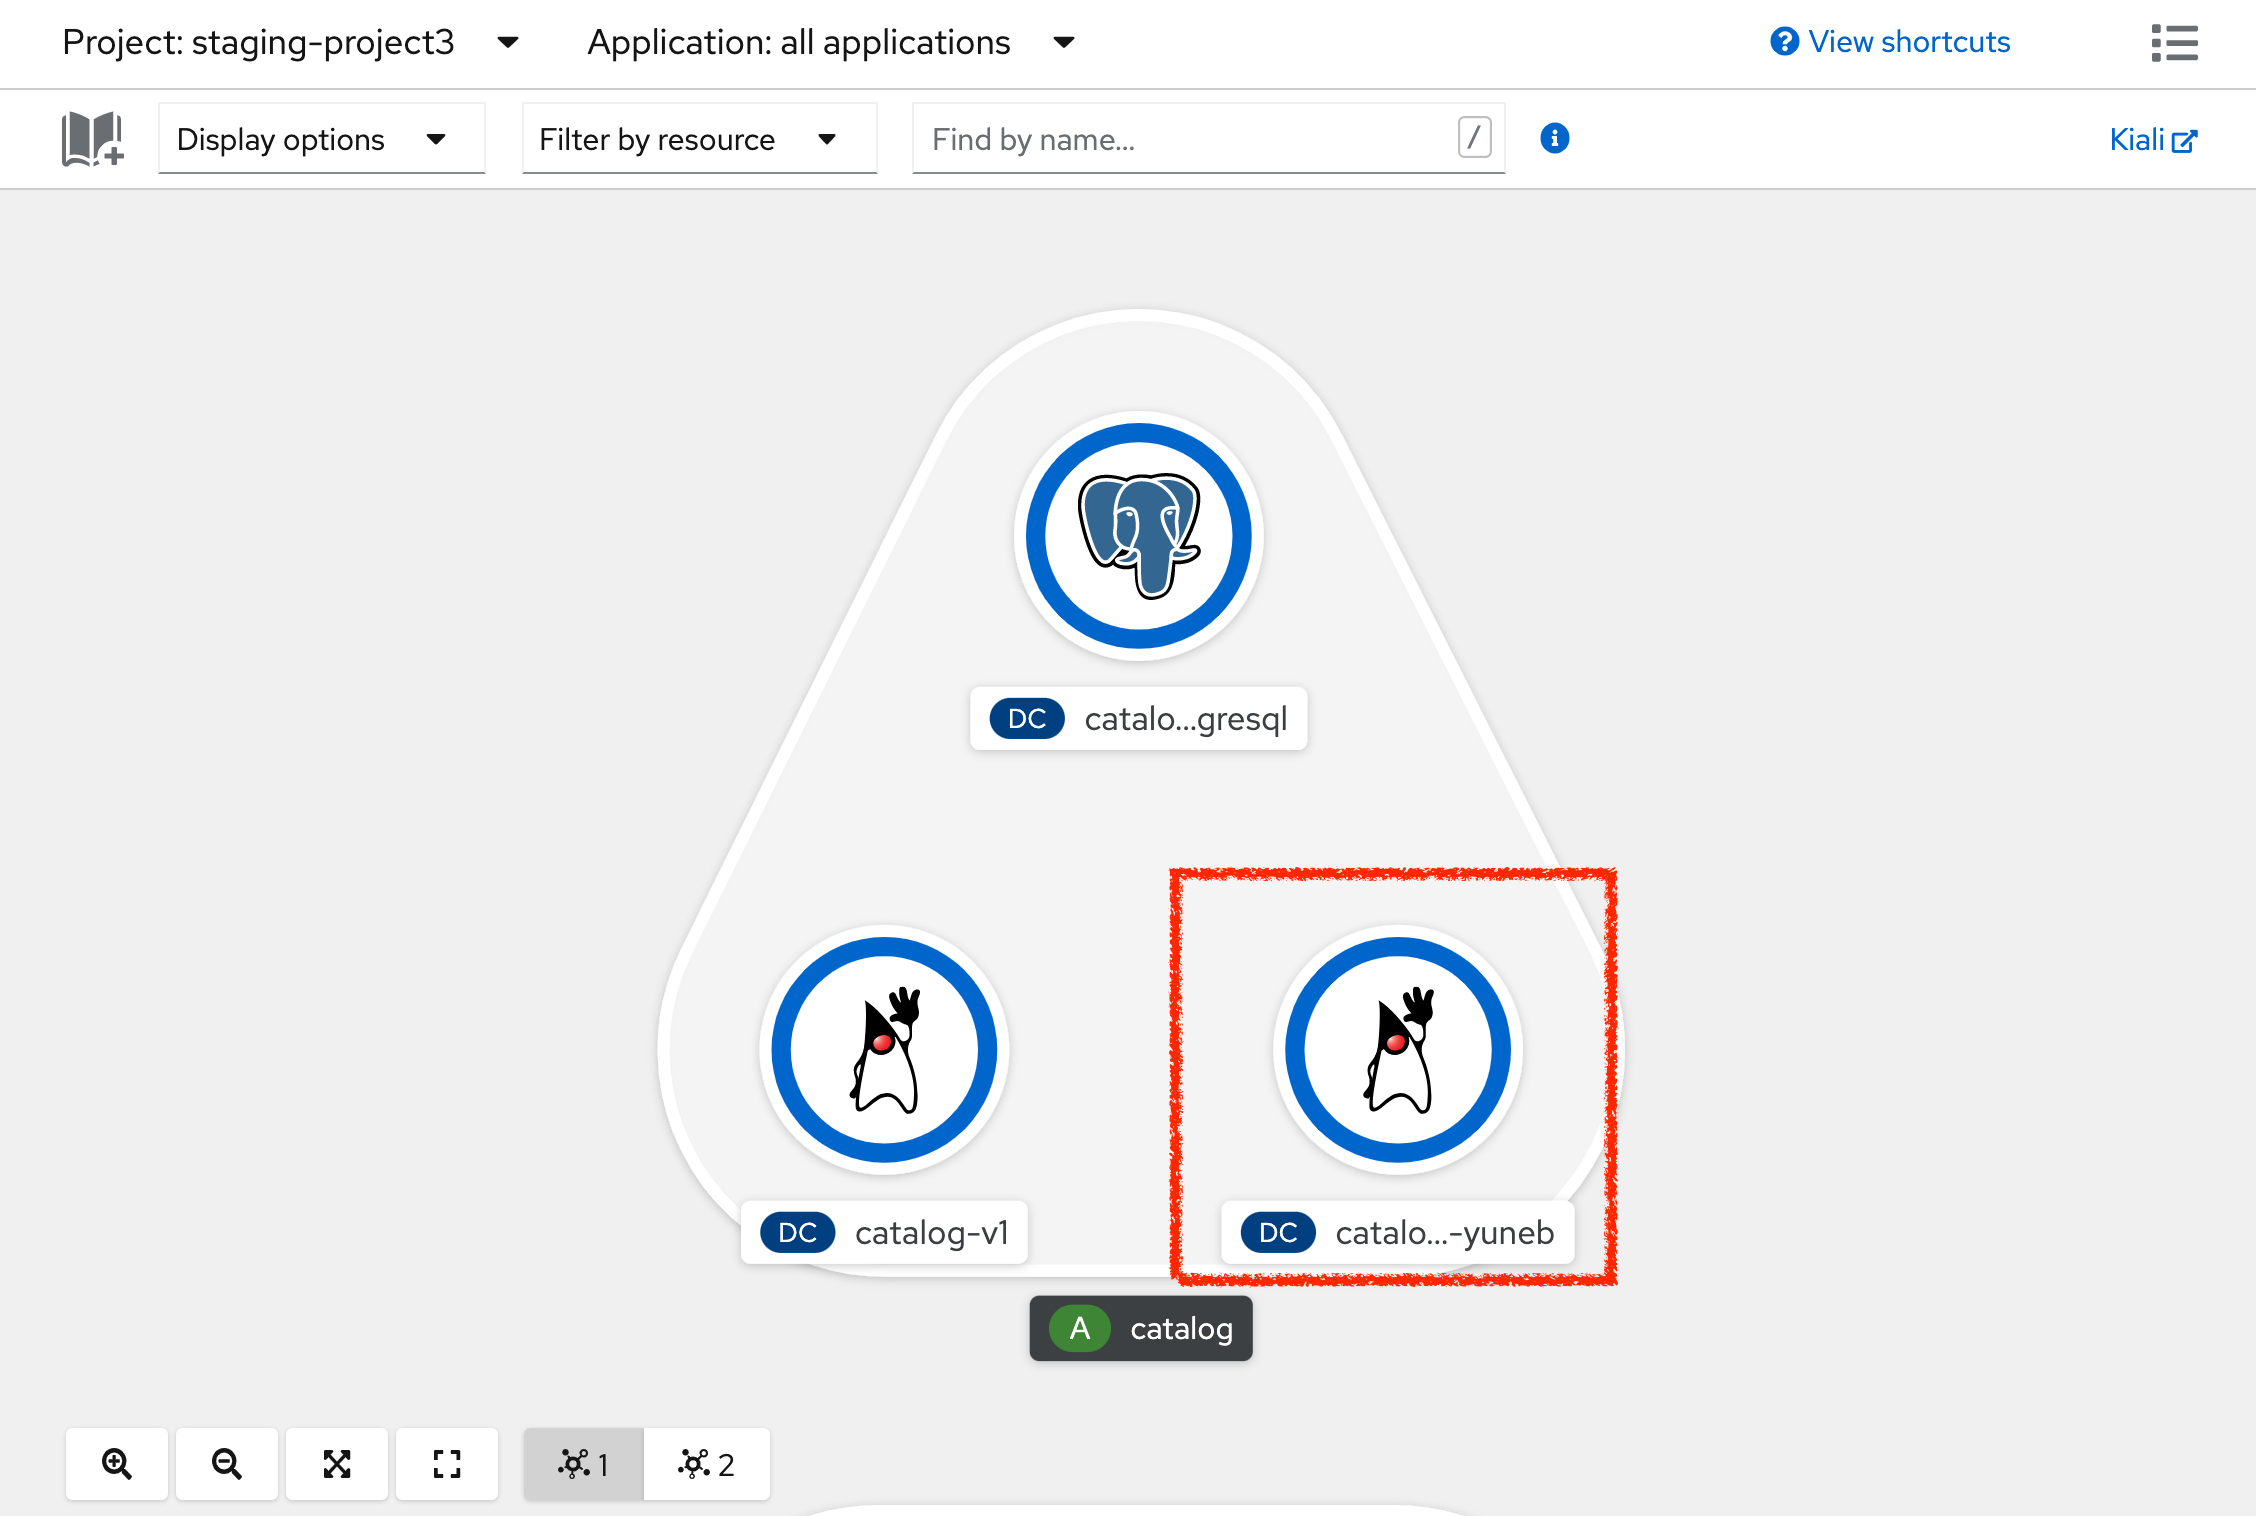 Project: staging-project3 Application: all applications View shortcuts
Display options Filter by resource Find by name... / Kiali
DC catalo...gresql
DC catalog-v1 DC catalo...-yuneb
A catalog
1 2